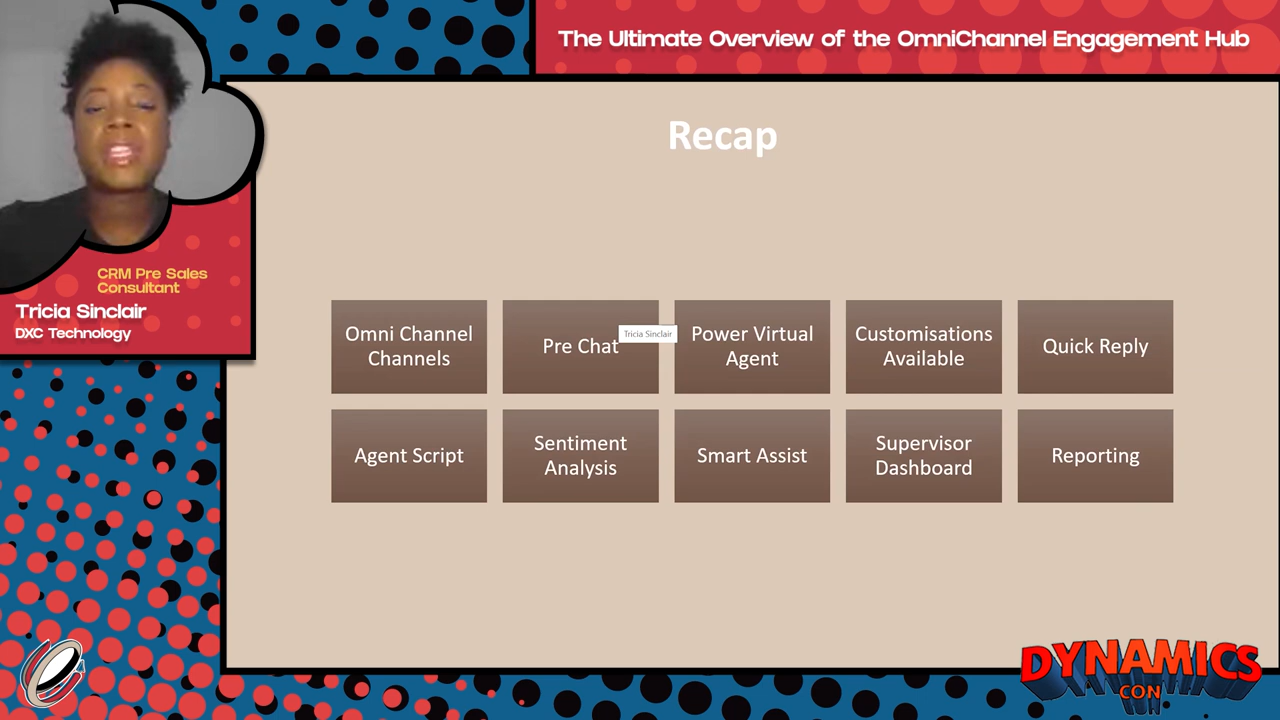 The Ultimate Overview of the OmniChannel Engagement Hub
CRM Pre Sales
Consultant
Tricia Sinclair
DXC Technology
Recap
Omni Channel
Channels
Pre Chat
Tricia Sinclair
Power Virtual
Agent
Customisations
Available
Quick Reply
Agent Script
Sentiment
Analysis
Smart Assist
Supervisor
Dashboard
Reporting
DYNAMICS
CON